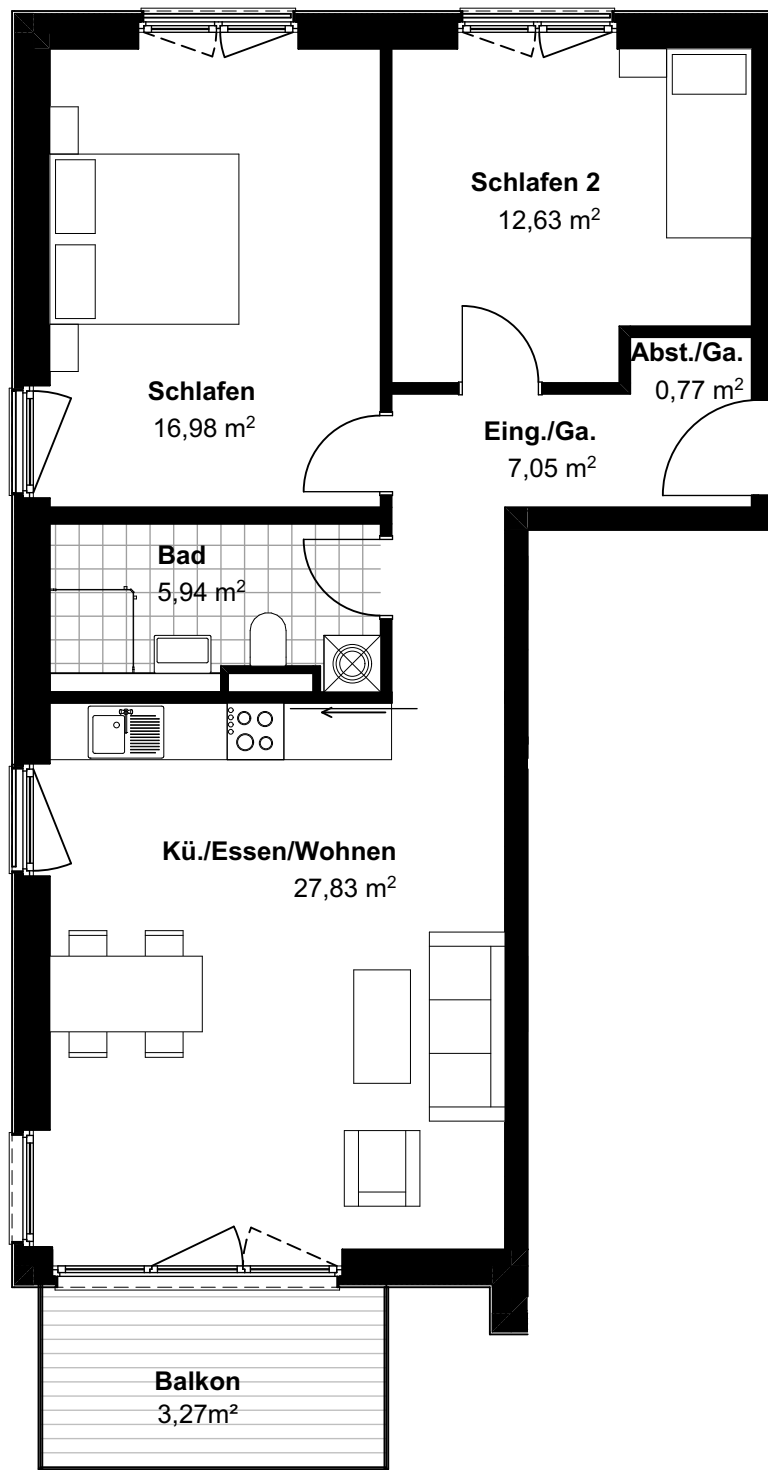 Schlafen 2
12,63 m²
Abst./Ga.
0,77 m²
Schlafen
16,98 m²
Eing./Ga.
7,05 m²
Bad
5,94 m²
Kü./Essen/Wohnen
27,83 m²
Balkon
3,27m²